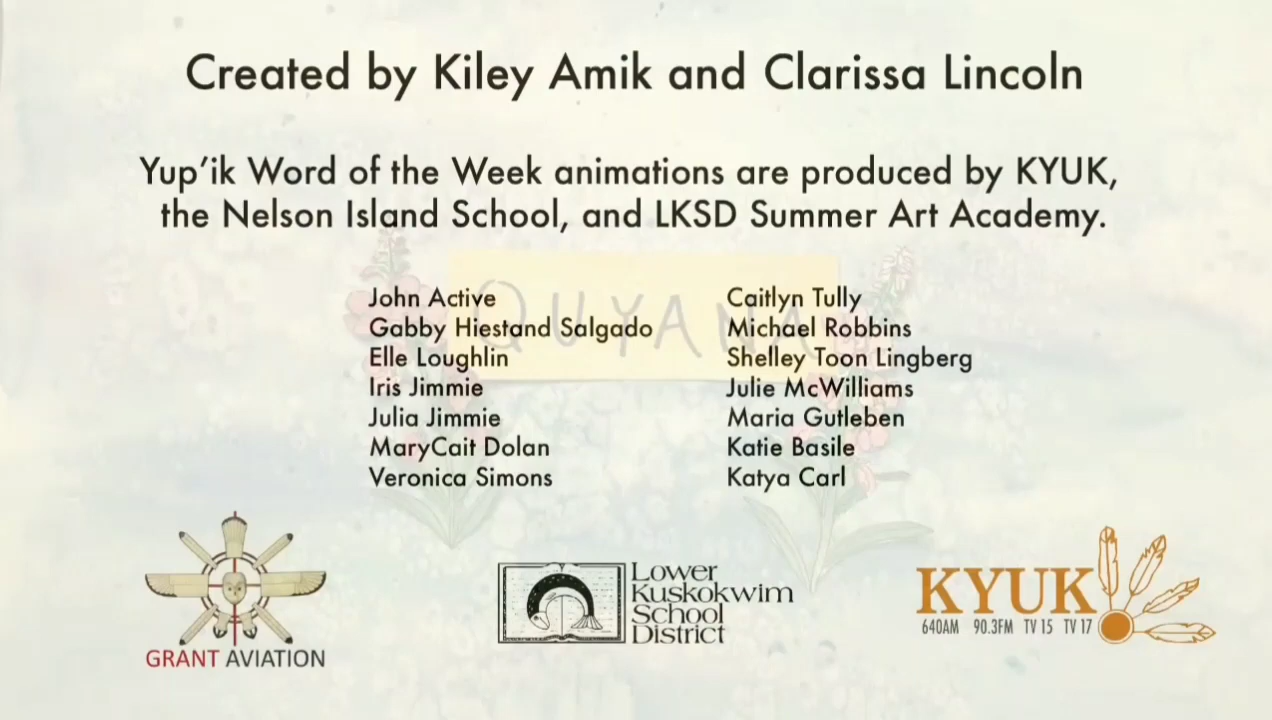 Created by Kiley Amik and Clarissa Lincoln
Yup’ik Word of the Week animations are produced by KYUK,
the Nelson Island School, and LKSD Summer Art Academy.
QUYANA
John Active
Gabby Hiestand Salgado
Elle Loughlin
Iris Jimmie
Julia Jimmie
MaryCait Dolan
Veronica Simons
Caitlyn Tully
Michael Robbins
Shelley Toon Lingberg
Julie McWilliams
Maria Gutleben
Katie Basile
Katya Carl
GRANT AVIATION
Lower
Kuskokwim
School
District
KYUK
640AM 90.3FM TV 15 TV 17